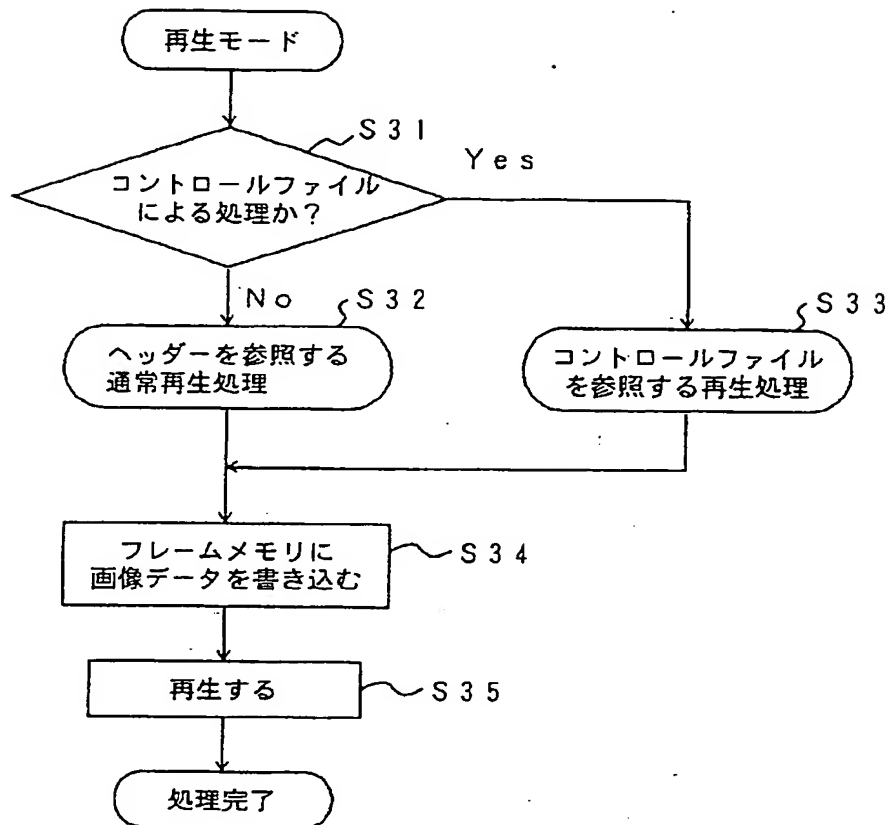 再生モード
S31
Yes
コントロールファイル
による処理か?
No
S32
S33
ヘッダーを参照する
通常再生処理
コントロールファイル
を参照する再生処理
フレームメモリに
画像データを書き込む
S34
再生する
S35
処理完了